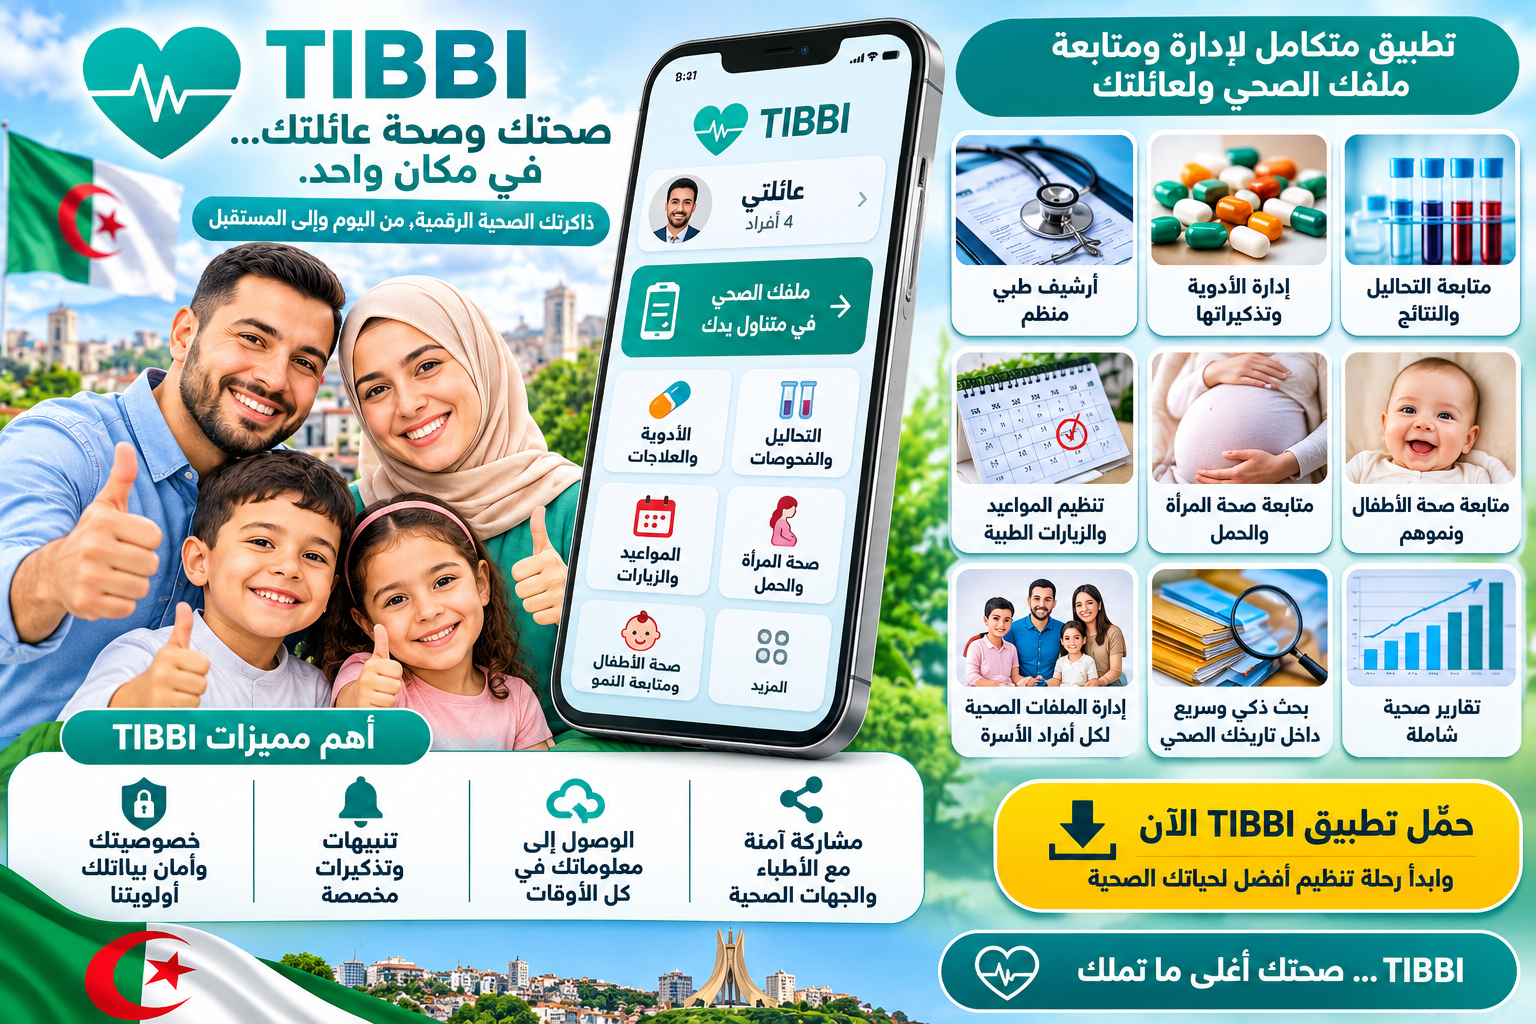 TIBBI
صحتك وصحة عائلتك...
في مكان واحد.
ذاكرتك الصحية الرقمية, من اليوم وإلى المستقبل
8:27
TIBBI
عائلتي
4 أفراد
ملفك الصحي
في متناول يدك
التحاليل
والفحوصات
الأدوية
والعلاجات
صحة المرأة
والحمل
المواعيد
والزيارات
المزيد
صحة الأطفال
ومتابعة النمو
تطبيق متكامل لإدارة ومتابعة
ملفك الصحي ولعائلتك
متابعة التحاليل
والنتائج
إدارة الأدوية
وتذكيراتها
أرشيف طبي
منظم
متابعة صحة الأطفال
ونموهم
متابعة صحة المرأة
والحمل
تنظيم المواعيد
والزيارات الطبية
تقارير صحية
شاملة
بحث ذكي وسريع
داخل تاريخك الصحي
إدارة الملفات الصحية
لكل أفراد الأسرة
أهم مميزات TIBBI
مشاركة آمنة
مع الأطباء
والجهات الصحية
الوصول إلى
معلوماتك في
كل الأوقات
تنبيهات
وتذكيرات
مخصصة
خصوصيتك
وأمان بيااتلك
أولويتنا
حمّل تطبيق TIBBI الآن
وابدأ رحلة تنظيم أفضل لحياتك الصحية
TIBBI ... صحتك أغلى ما تملك